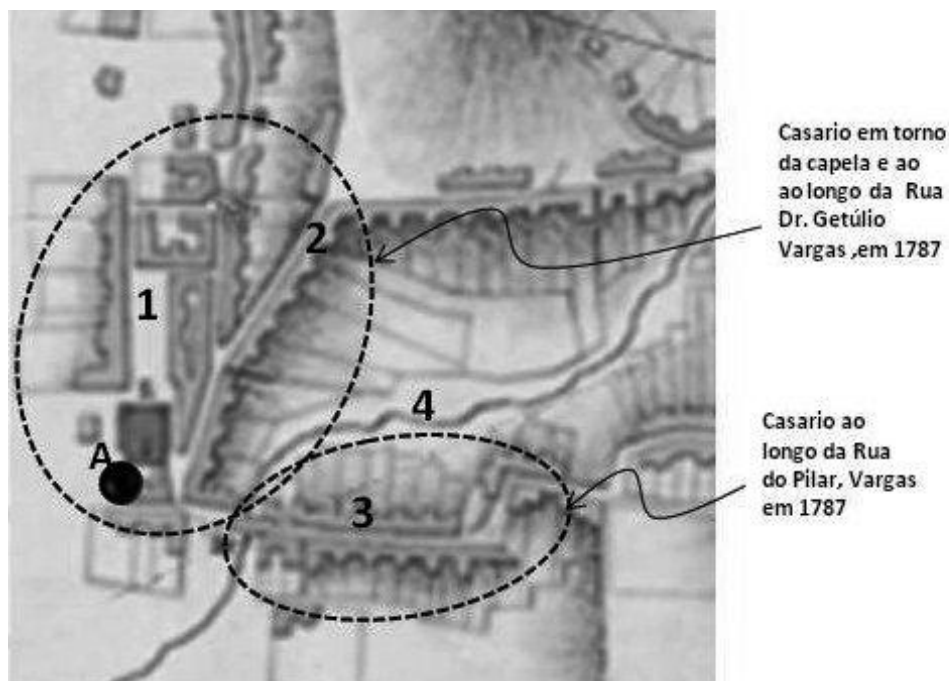 1
2
Casario em torno
da capela e ao
ao longo da Rua
Dr. Getúlio
Vargas ,em 1787
A
3
4
Casario ao
longo da Rua
do Pilar, Vargas
em 1787